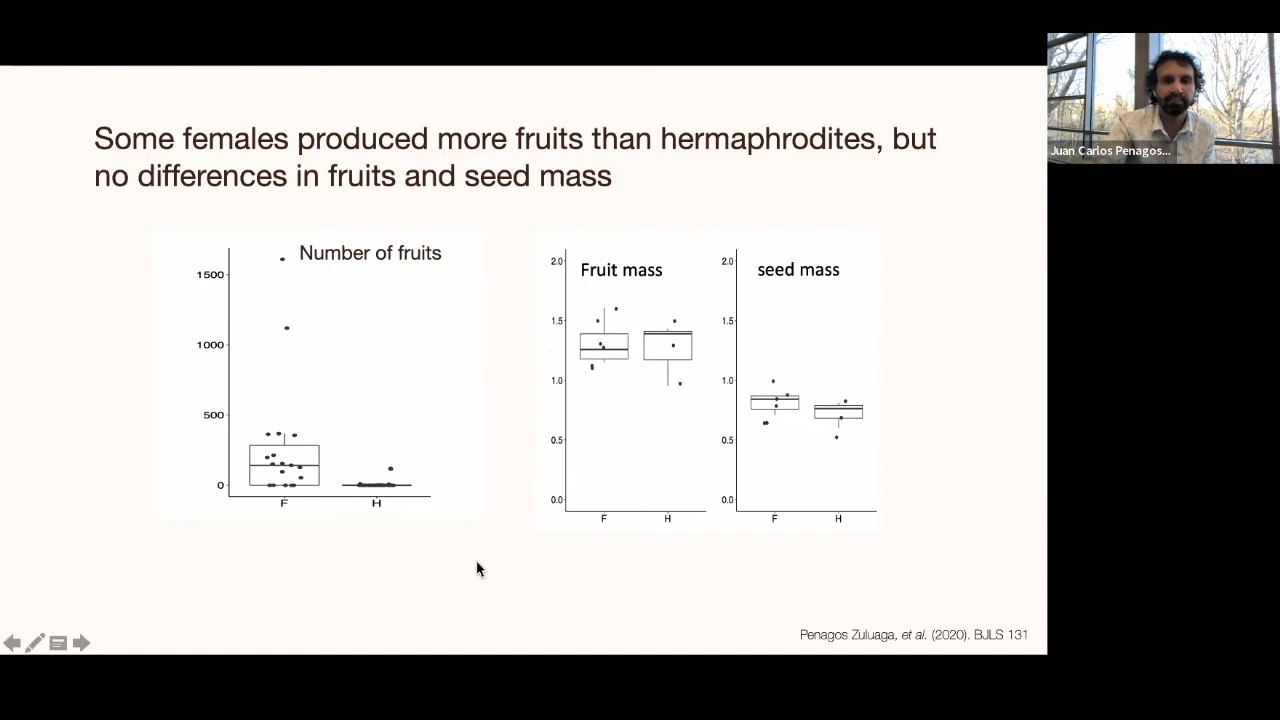 Some females produced more fruits than hermaphrodites, but
no differences in fruits and seed mass
Number of fruits
1500
1000
500
0
F
H
Fruit mass
2.0
1.5
1.0
0.5
0.0
F
H
seed mass
2.0
1.5
1.0
0.5
0.0
F
H
Penagos Zuluaga, et al. (2020). BJLS 131
Juan Carlos Penagos...